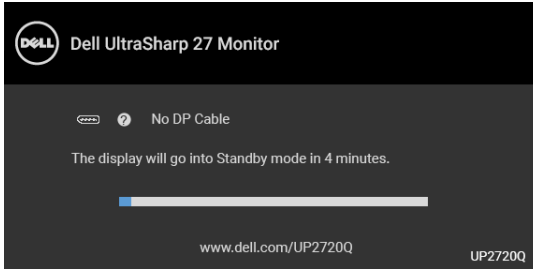 DELL Dell UltraSharp 27 Monitor
? No DP Cable
The display will go into Standby mode in 4 minutes.
www.dell.com/UP2720Q
UP2720Q